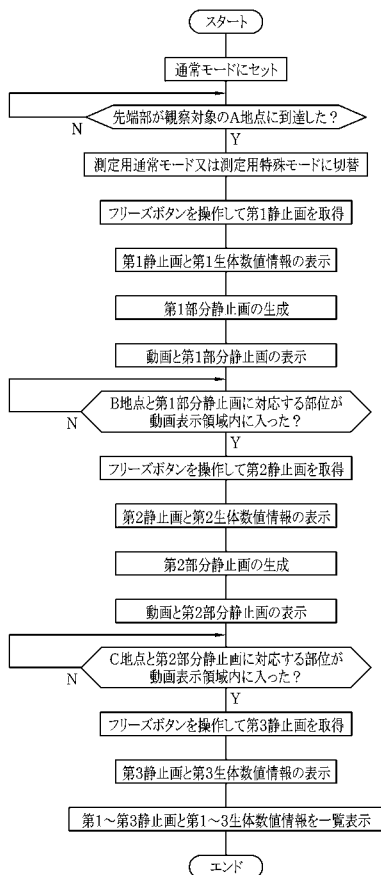 スタート
通常モードにセット
先端部が観察対象のA地点に到達した？
N
Y
測定用通常モード又は測定用特殊モードに切替
フリーズボタンを操作して第1静止画を取得
第1静止画と第1生体数値情報の表示
第1部分静止画の生成
動画と第1部分静止画の表示
B地点と第1部分静止画に対応する部位が
動画表示領域内に入った？
N
Y
フリーズボタンを操作して第2静止画を取得
第2静止画と第2生体数値情報の表示
第2部分静止画の生成
動画と第2部分静止画の表示
C地点と第2部分静止画に対応する部位が
動画表示領域内に入った？
N
Y
フリーズボタンを操作して第3静止画を取得
第3静止画と第3生体数値情報の表示
第1～第3静止画と第1～3生体数値情報を一覧表示
エンド